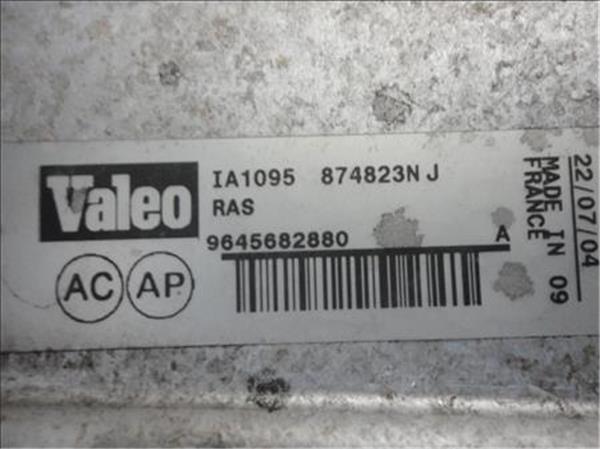 Valeo
IA1095 874823N J
RAS
9645682880 A
AC AP
MADE IN
FRANCE 09
22/07/04